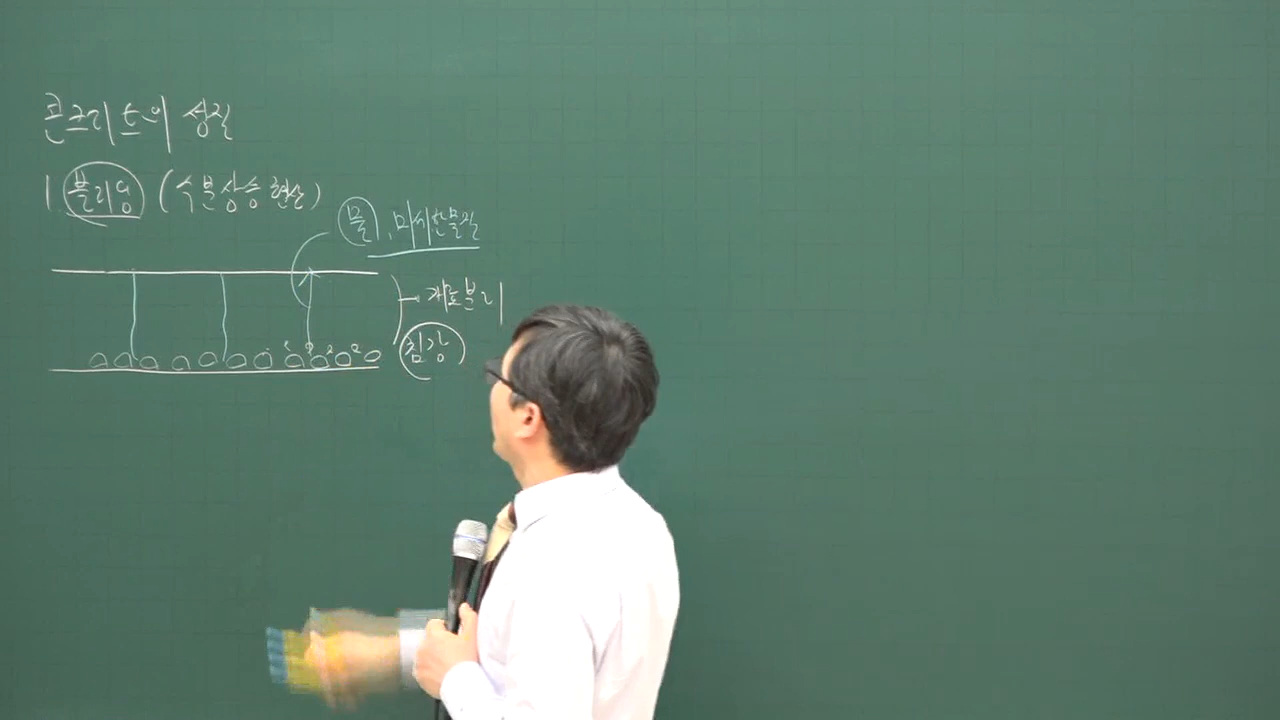 콘크리트의 성질
1 블리딩 (수분상승현상)
물, 미세한물질
재료분리
침강